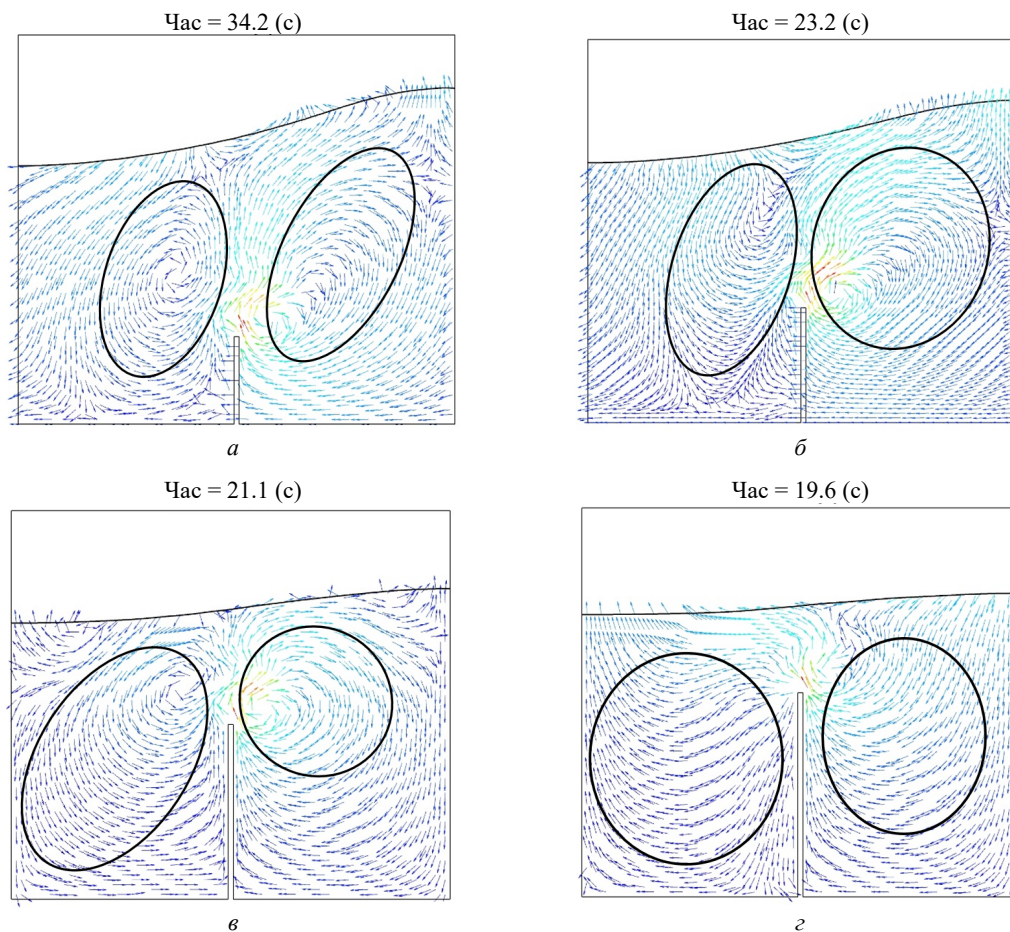 Час = 34.2 (с)
Час = 23.2 (с)
а
б
Час = 21.1 (с)
Час = 19.6 (с)
в
г